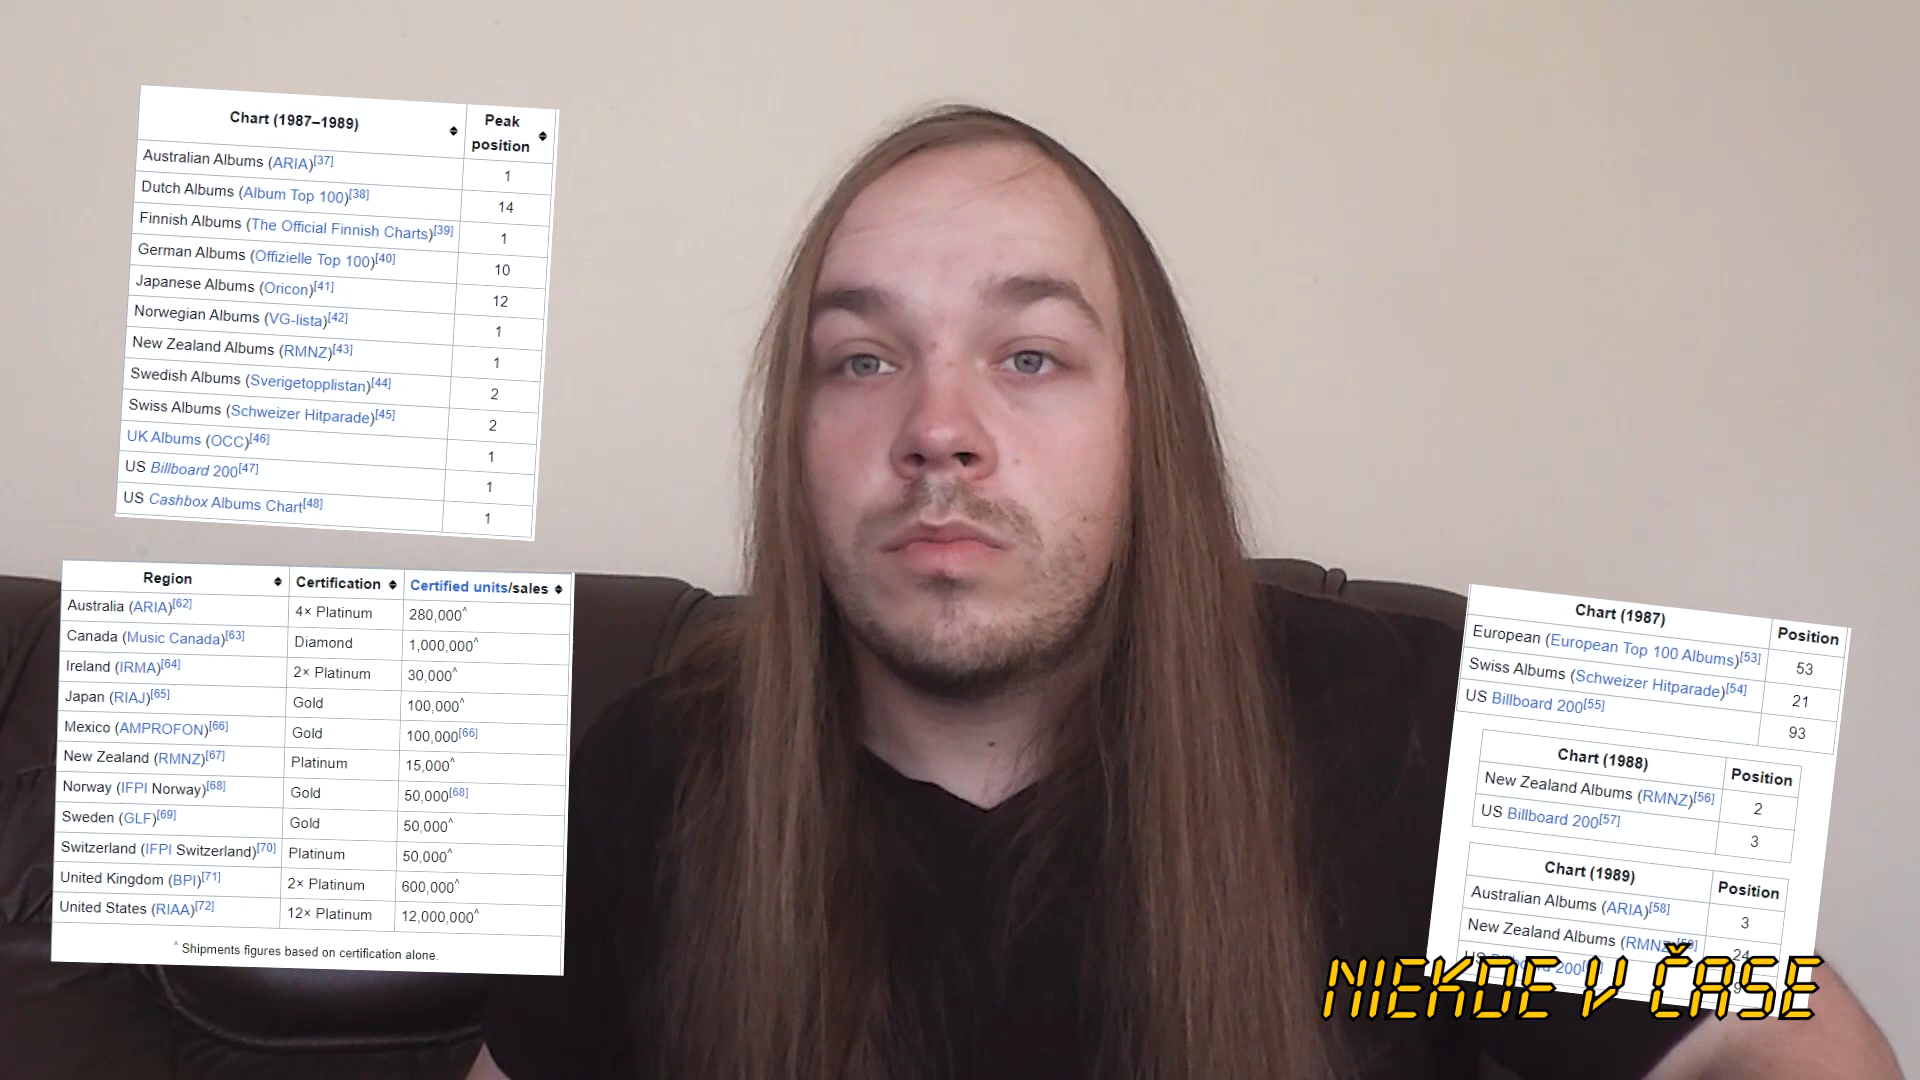 Chart (1987–1989) Peak position
Australian Albums (ARIA)[37] 1
Dutch Albums (Album Top 100)[38] 14
Finnish Albums (The Official Finnish Charts)[39] 1
German Albums (Offizielle Top 100)[40] 10
Japanese Albums (Oricon)[41] 12
Norwegian Albums (VG-lista)[42] 1
New Zealand Albums (RMNZ)[43] 1
Swedish Albums (Sverigetopplistan)[44] 2
Swiss Albums (Schweizer Hitparade)[45] 2
UK Albums (OCC)[46] 1
US Billboard 200[47] 1
US Cashbox Albums Chart[48] 1
Region Certification Certified units/sales
Australia (ARIA)[62] 4× Platinum 280,000^
Canada (Music Canada)[63] Diamond 1,000,000^
Ireland (IRMA)[64] 2× Platinum 30,000^
Japan (RIAJ)[65] Gold 100,000^
Mexico (AMPROFON)[66] Gold 100,000[66]
New Zealand (RMNZ)[67] Platinum 15,000^
Norway (IFPI Norway)[68] Gold 50,000[68]
Sweden (GLF)[69] Gold 50,000^
Switzerland (IFPI Switzerland)[70] Platinum 50,000^
United Kingdom (BPI)[71] 2× Platinum 600,000^
United States (RIAA)[72] 12× Platinum 12,000,000^
^ Shipments figures based on certification alone.
Chart (1987) Position
European (European Top 100 Albums)[53] 53
Swiss Albums (Schweizer Hitparade)[54] 21
US Billboard 200[55] 93
Chart (1988) Position
New Zealand Albums (RMNZ)[56] 2
US Billboard 200[57] 3
Chart (1989) Position
Australian Albums (ARIA)[58] 3
New Zealand Albums (RMNZ)[59] 24
US Billboard 200
NIEKDE V ČASE